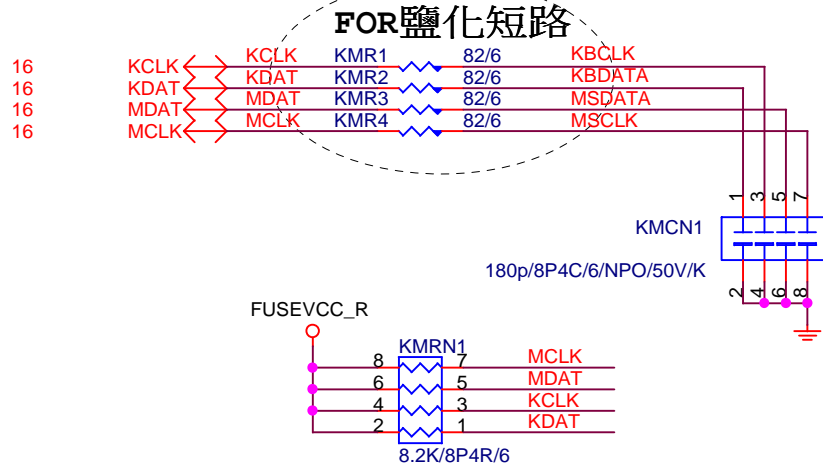 FOR鹽化短路
16 KCLK KCLK KMR1 82/6 KBCLK
16 KDAT KDAT KMR2 82/6 KBDATA
16 MDAT MDAT KMR3 82/6 MSDATA
16 MCLK MCLK KMR4 82/6 MSCLK
1 3 5 7
KMCN1
180p/8P4C/6/NPO/50V/K
2 4 6 8
FUSEVCC_R
KMRN1
8 7 MCLK
6 5 MDAT
4 3 KCLK
2 1 KDAT
8.2K/8P4R/6